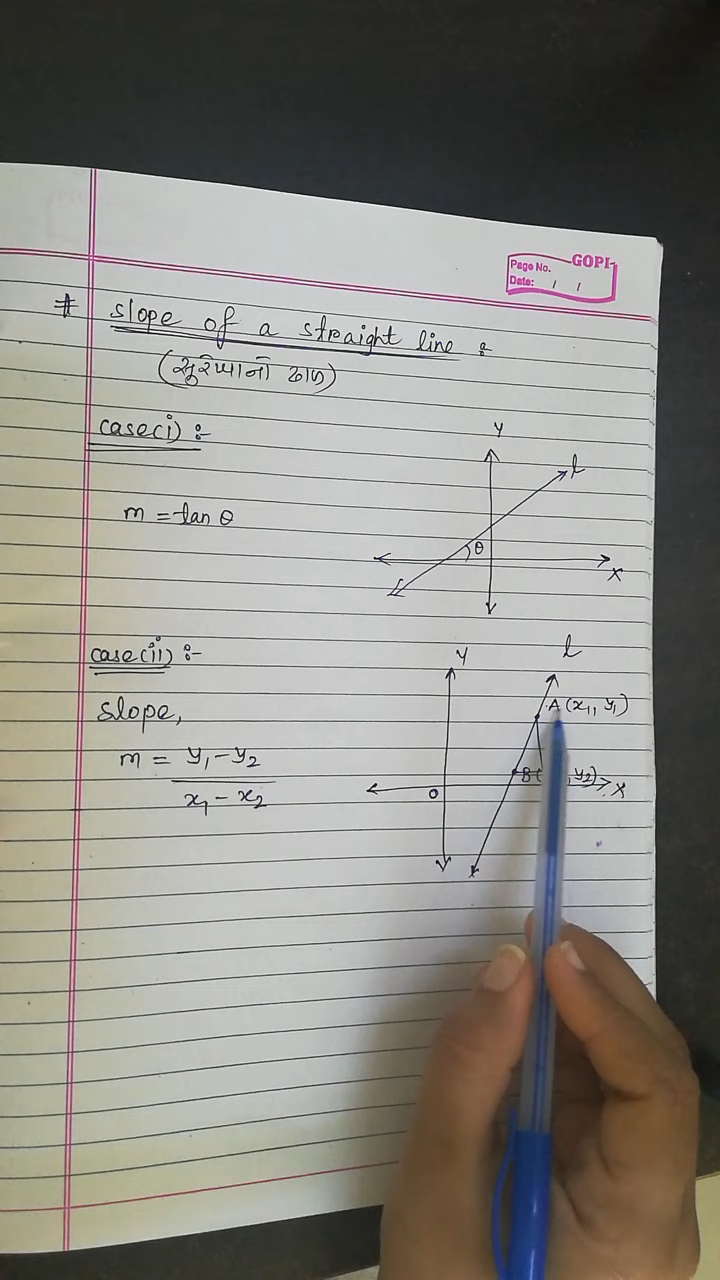 GOPI
Page No.
Date: / /
# slope of a straight line :
(સુરેખાનો ઢાળ)
case(i) :-
Y
l
m = tan θ
θ
X
case(ii) :-
Y
l
slope,
A (x₁, y₁)
m = y₁ - y₂
x₁ - x₂
B( , y₂)
O
X